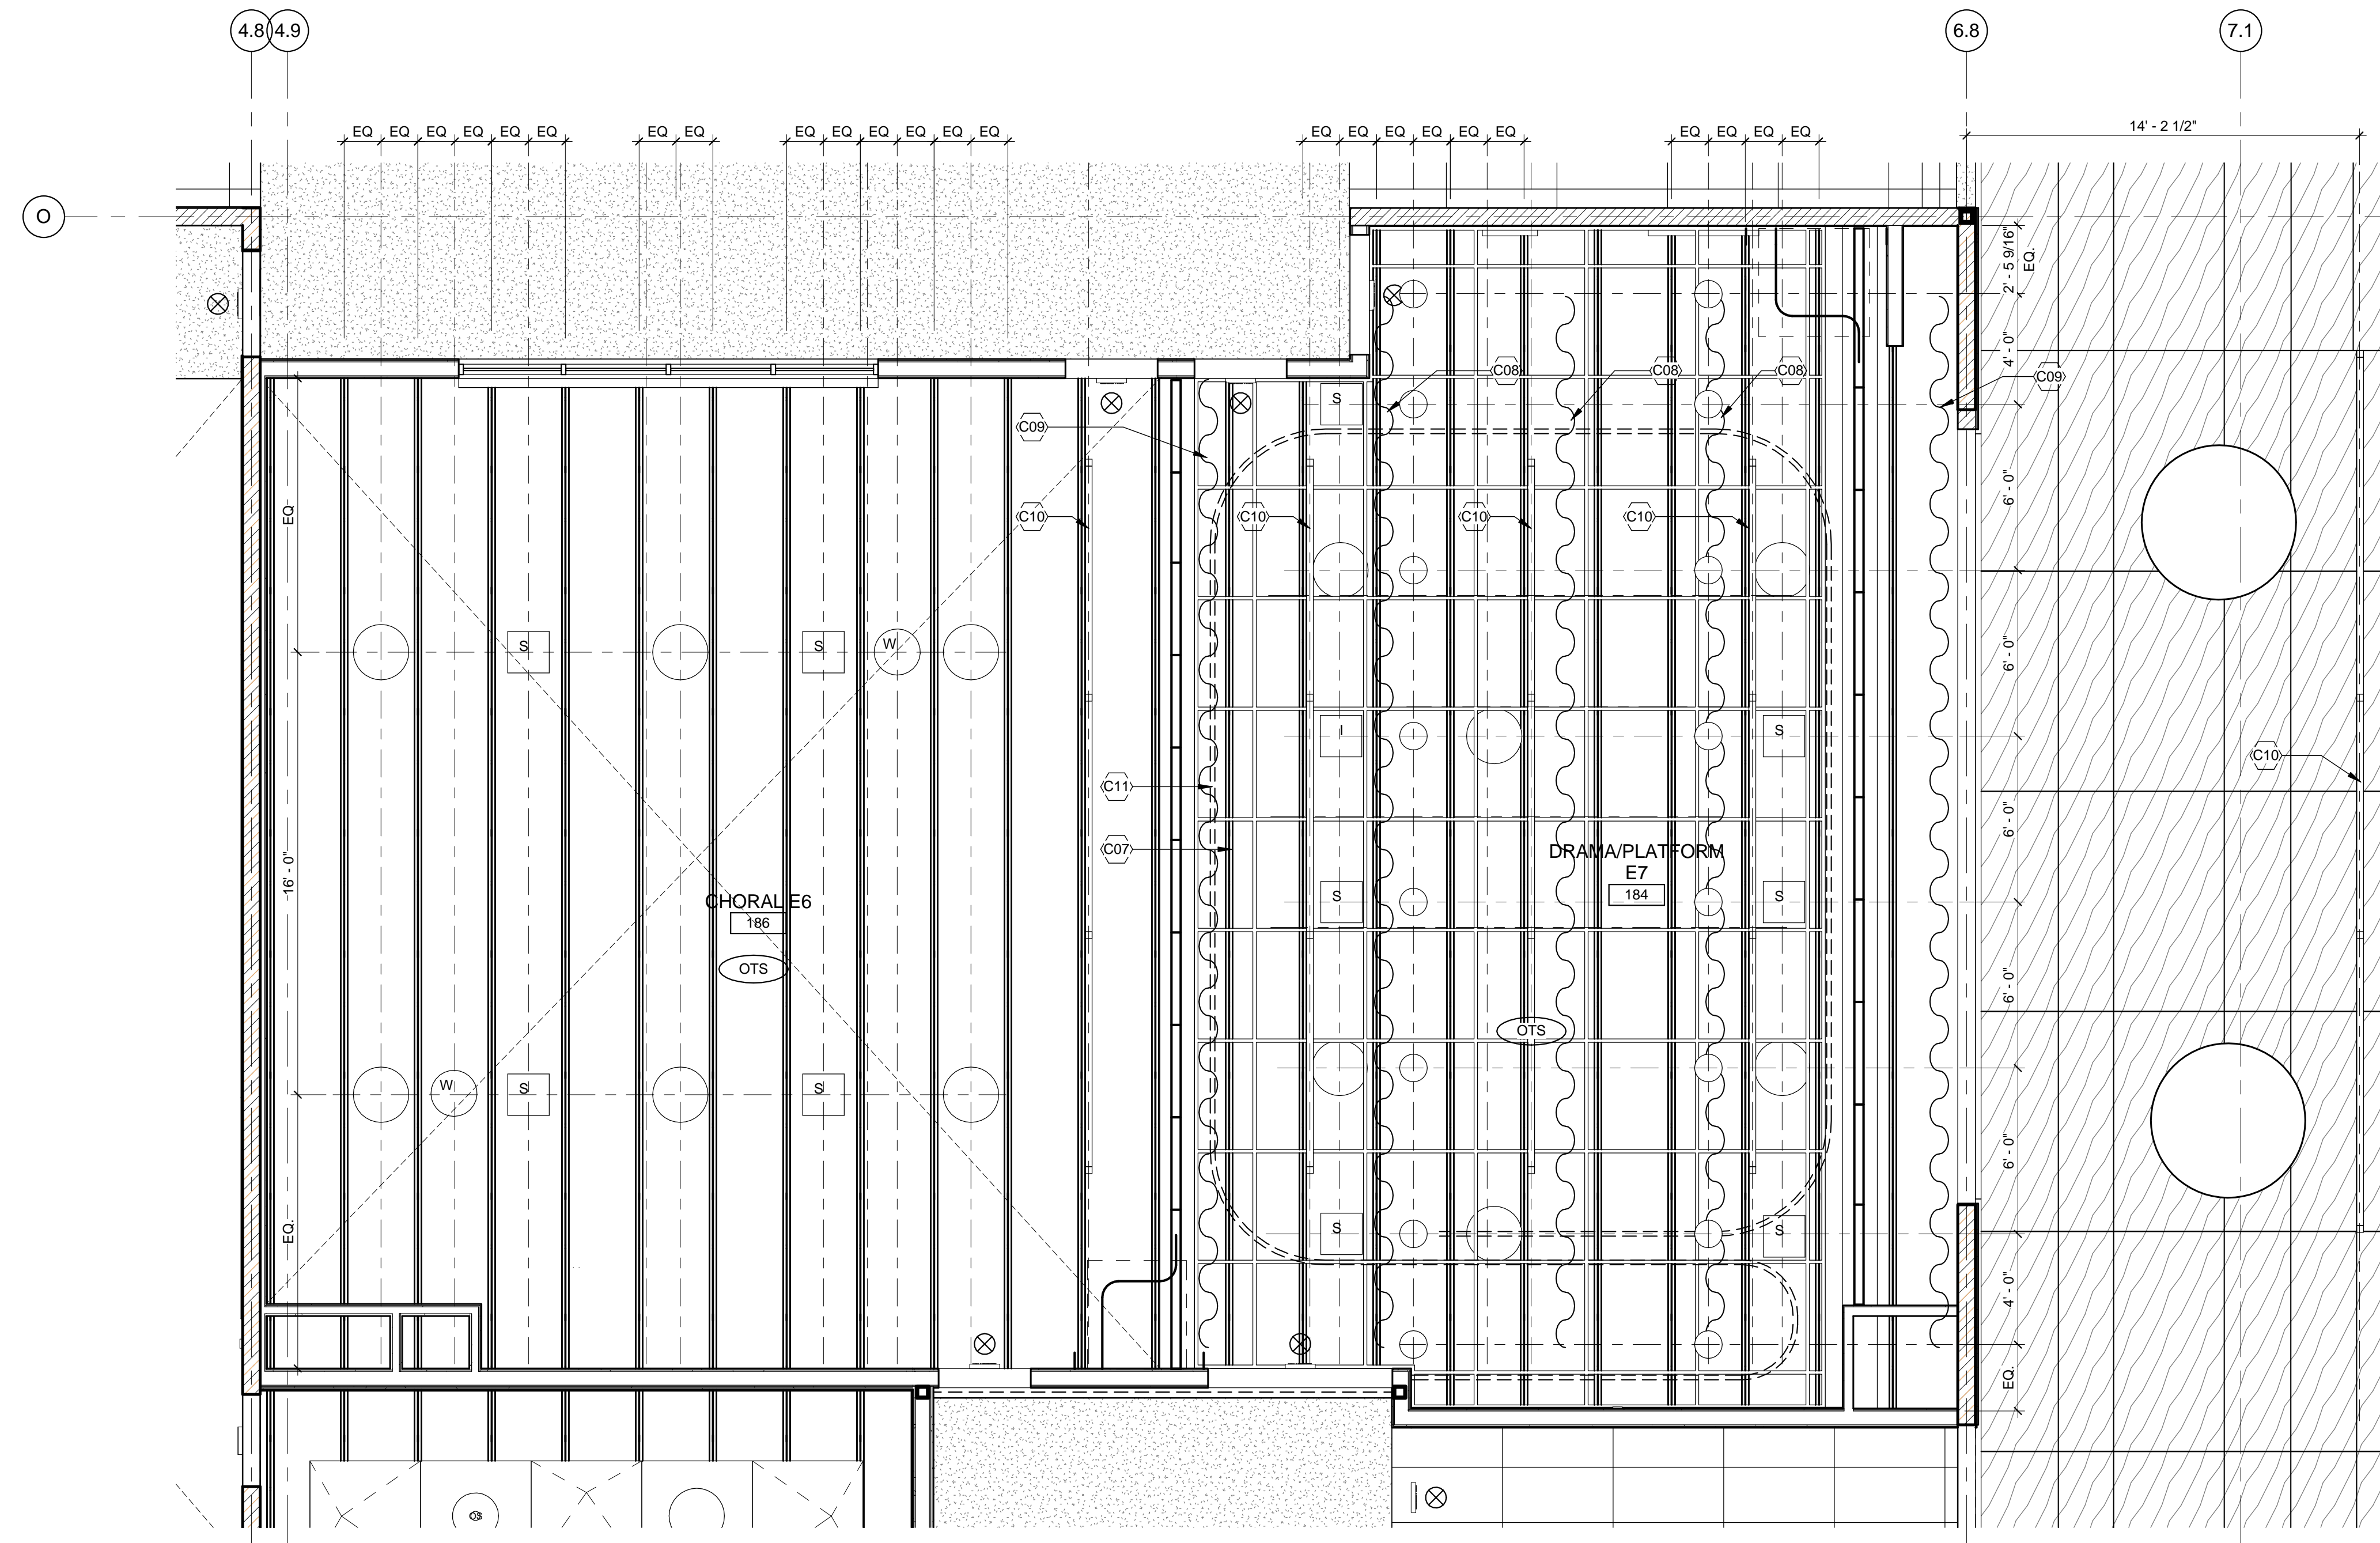 4.8 4.9 6.8 7.1
EQ EQ EQ EQ EQ EQ EQ EQ EQ EQ EQ EQ EQ EQ EQ EQ EQ EQ EQ EQ EQ EQ EQ EQ
14' - 2 1/2"
O
2' - 5 9/16"
EQ.
4' - 0"
C08 C08 C08 C09
S
C09
6' - 0"
EQ
C10 C10 C10 C10
S S W
6' - 0"
I S
C10
C11
6' - 0"
C07
DRAMA/PLATFORM
E7
184
16' - 0"
CHORAL E6
186
S S
OTS
6' - 0"
OTS
W S S
6' - 0"
EQ.
S S
4' - 0"
EQ.
OS